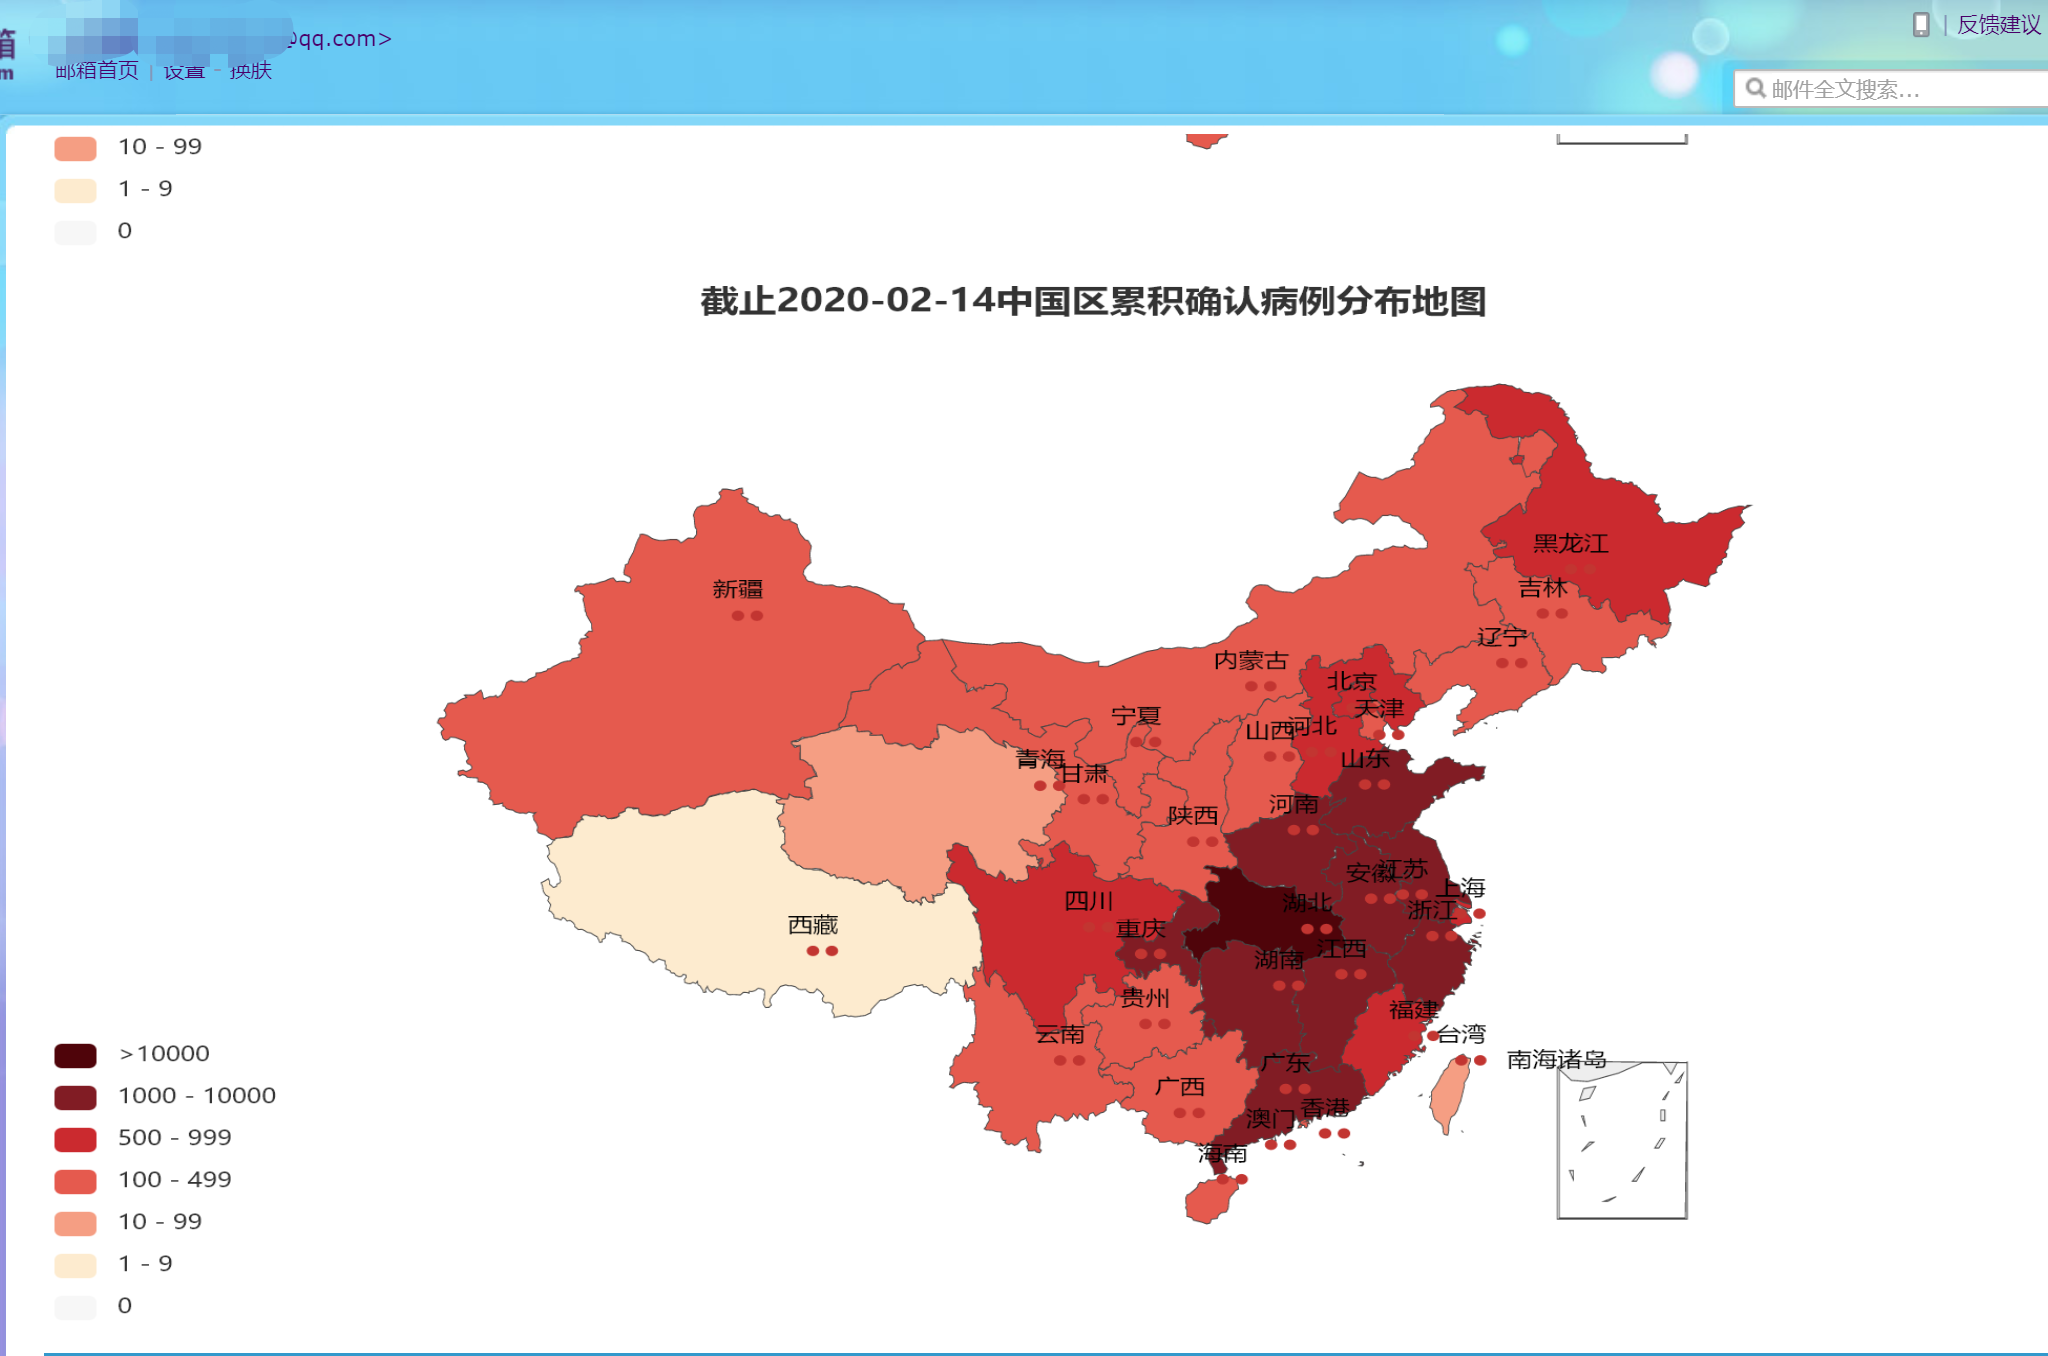 箱
@qq.com>
m
邮箱首页 | 设置 - 换肤
| 反馈建议
邮件全文搜索...
10 - 99
1 - 9
0
截止2020-02-14中国区累积确认病例分布地图
黑龙江
吉林
新疆
辽宁
内蒙古
北京
天津
宁夏
山西
河北
青海
甘肃
山东
河南
陕西
安徽
江苏
上海
四川
湖北
浙江
西藏
重庆
江西
湖南
贵州
福建
云南
台湾
广东
南海诸岛
广西
香港
澳门
海南
>10000
1000 - 10000
500 - 999
100 - 499
10 - 99
1 - 9
0